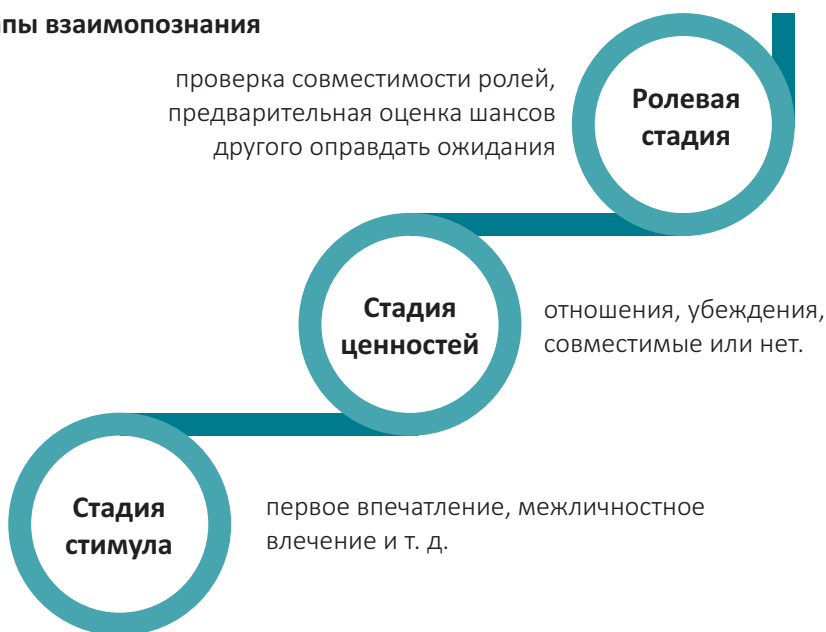 пы взаимопознания
проверка совместимости ролей,
предварительная оценка шансов
другого оправдать ожидания
Ролевая
стадия
Стадия
ценностей
отношения, убеждения,
совместимые или нет.
Стадия
стимула
первое впечатление, межличностное
влечение и т. д.